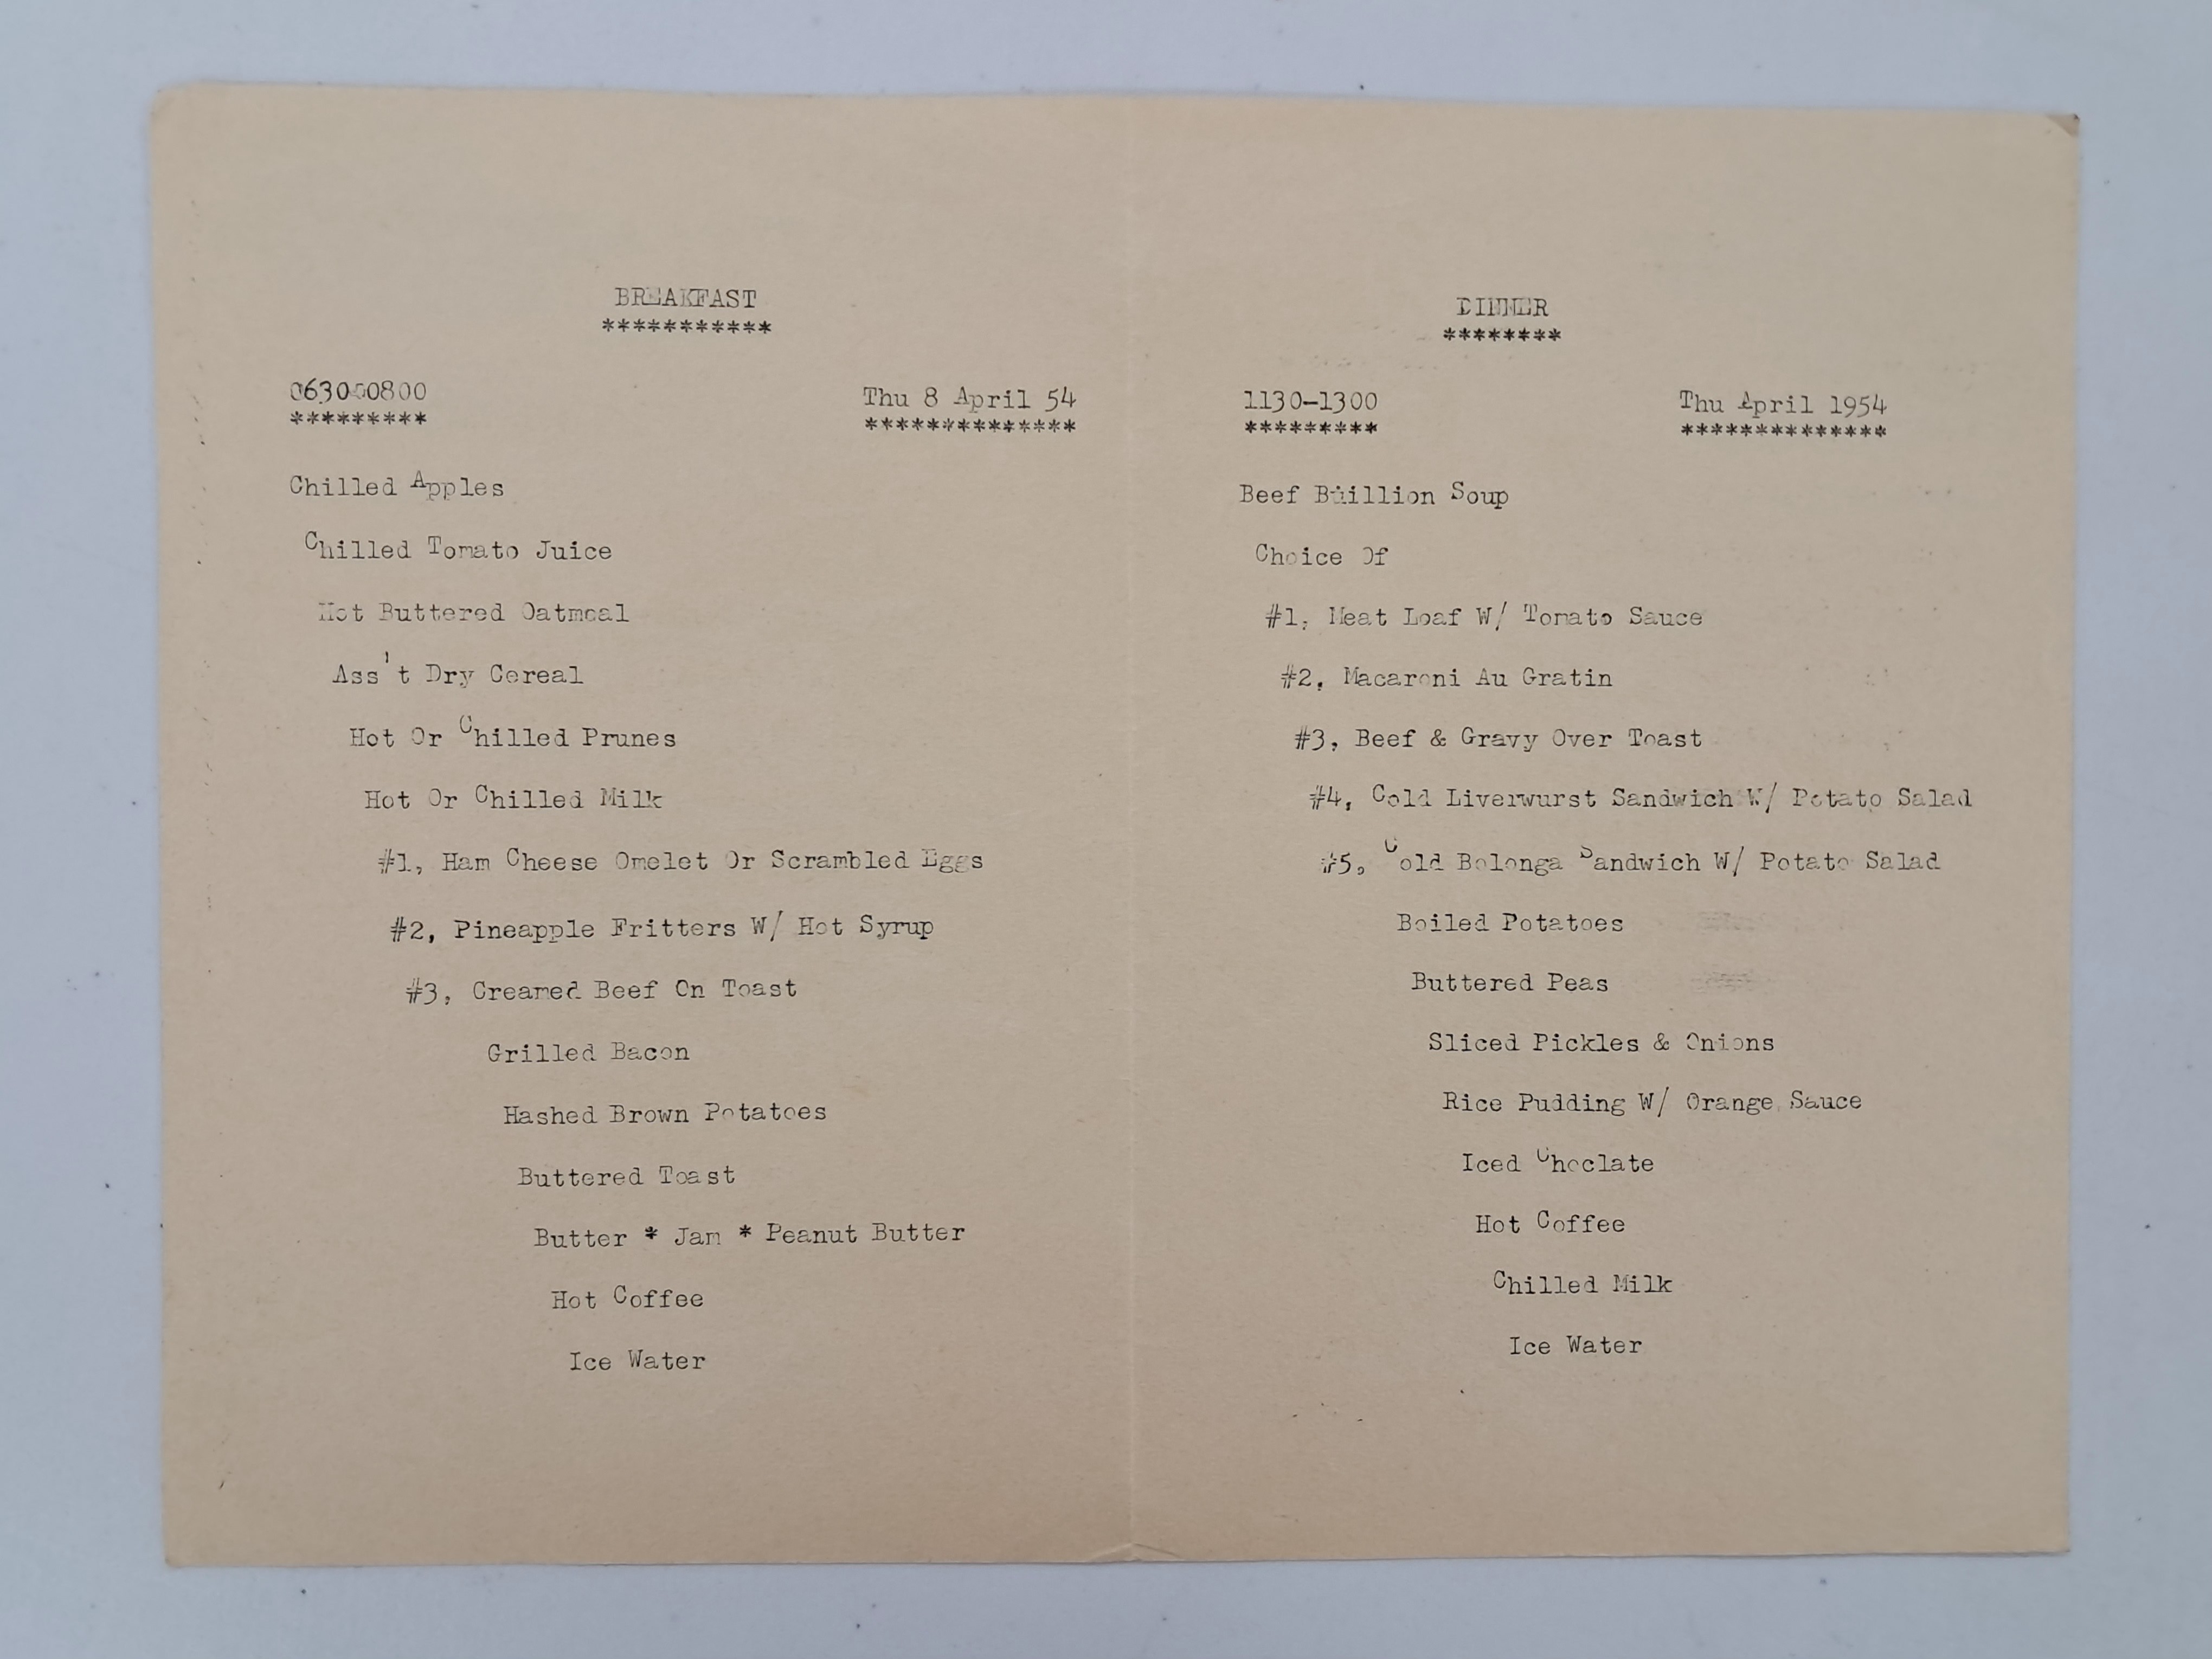 BREAKFAST
***********
0630-0800
*********
Thu 8 April 54
**************
Chilled Apples
Chilled Tomato Juice
Hot Buttered Oatmeal
Ass't Dry Cereal
Hot Or Chilled Prunes
Hot Or Chilled Milk
#1, Ham Cheese Omelet Or Scrambled Eggs
#2, Pineapple Fritters W/ Hot Syrup
#3, Creamed Beef On Toast
Grilled Bacon
Hashed Brown Potatoes
Buttered Toast
Butter * Jam * Peanut Butter
Hot Coffee
Ice Water
DINNER
********
1130-1300
*********
Thu April 1954
**************
Beef Buillion Soup
Choice Of
#1, Meat Loaf W/ Tomato Sauce
#2, Macaroni Au Gratin
#3, Beef & Gravy Over Toast
#4, Cold Liverwurst Sandwich W/ Potato Salad
#5, Cold Bolonga Sandwich W/ Potato Salad
Boiled Potatoes
Buttered Peas
Sliced Pickles & Onions
Rice Pudding W/ Orange Sauce
Iced Choclate
Hot Coffee
Chilled Milk
Ice Water